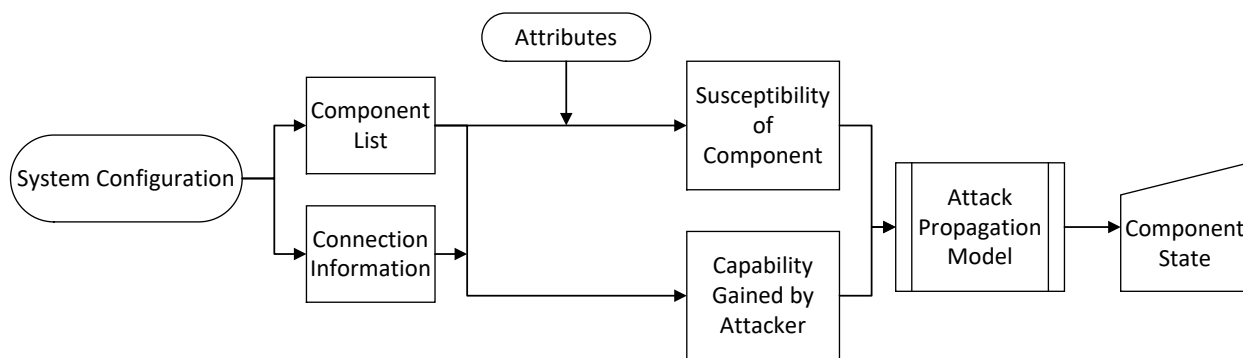 Attributes
System Configuration
Component
List
Connection
Information
Susceptibility
of
Component
Capability
Gained by
Attacker
Attack
Propagation
Model
Component
State